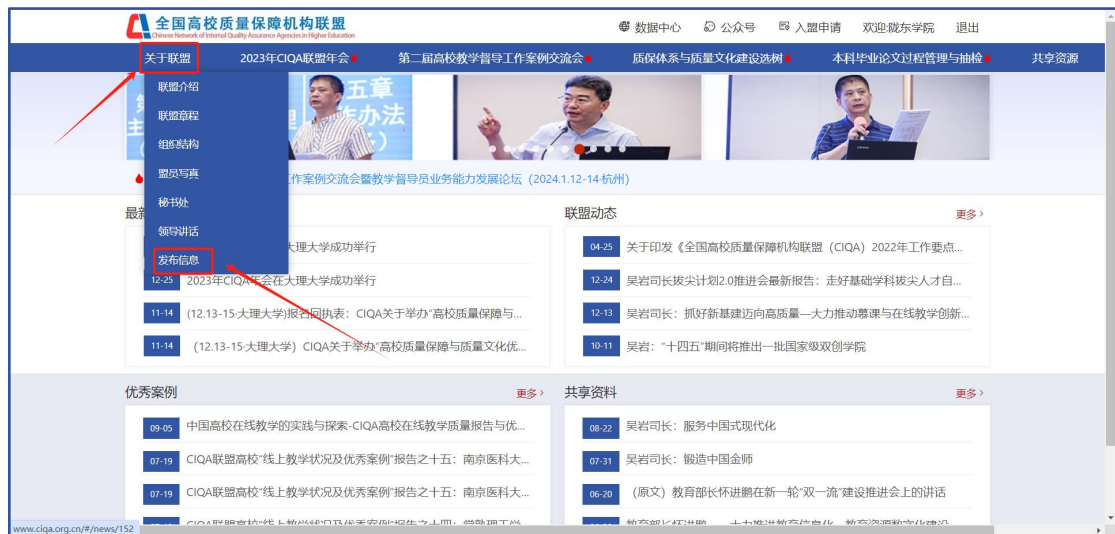 全国高校质量保障机构联盟
Chinese Network of Internal Quality Assurance Agencies in Higher Education
数据中心 公众号 入盟申请 欢迎:陇东学院 退出
关于联盟 2023年CIQA联盟年会 第二届高校教学督导工作案例交流会 质保体系与质量文化建设选树 本科毕业论文过程管理与抽检 共享资源
联盟介绍
联盟章程
组织结构
盟员写真
秘书处
领导讲话
发布信息
五章
办法
工作案例交流会暨教学督导员业务能力发展论坛（2024.1.12-14·杭州）
最新
大理大学成功举行
12-25 2023年CIQA年会在大理大学成功举行
11-14 (12.13-15·大理大学)报名回执表：CIQA关于举办“高校质量保障与...
11-14 （12.13-15·大理大学）CIQA关于举办“高校质量保障与质量文化优...
联盟动态 更多>
04-25 关于印发《全国高校质量保障机构联盟（CIQA）2022年工作要点...
12-24 吴岩司长拔尖计划2.0推进会最新报告：走好基础学科拔尖人才自...
12-13 吴岩司长：抓好新基建迈向高质量—大力推动慕课与在线教学创新...
10-11 吴岩：“十四五”期间将推出一批国家级双创学院
优秀案例 更多>
09-05 中国高校在线教学的实践与探索-CIQA高校在线教学质量报告与优...
07-19 CIQA联盟高校“线上教学状况及优秀案例”报告之十五：南京医科大...
07-19 CIQA联盟高校“线上教学状况及优秀案例”报告之十五：南京医科大...
共享资料 更多>
08-22 吴岩司长：服务中国式现代化
07-31 吴岩司长：锻造中国金师
06-20 （原文）教育部长怀进鹏在新一轮“双一流”建设推进会上的讲话
www.ciqa.org.cn/#/news/152